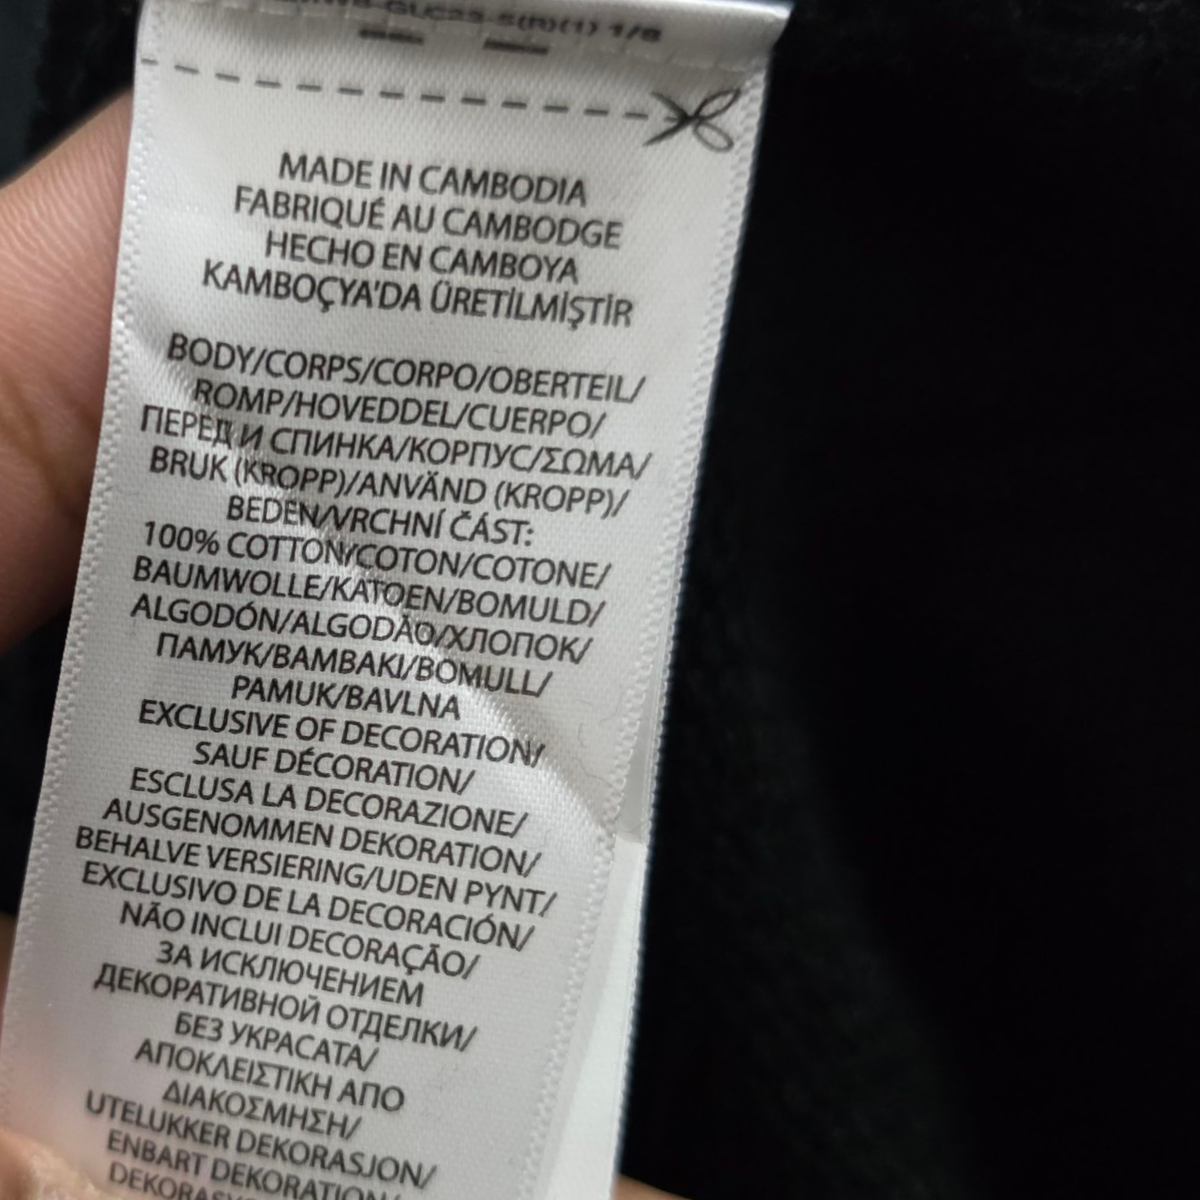 MADE IN CAMBODIA
FABRIQUÉ AU CAMBODGE
HECHO EN CAMBOYA
KAMBOÇYA'DA ÜRETİLMİŞTİR
BODY/CORPS/CORPO/OBERTEIL/
ROMP/HOVEDDEL/CUERPO/
ПЕРЕД И СПИНКА/КОРПУС/ΣΩΜΑ/
BRUK (KROPP)/ANVÄND (KROPP)/
BEDEN/VRCHNÍ ČÁST:
100% COTTON/COTON/COTONE/
BAUMWOLLE/KATOEN/BOMULD/
ALGODÓN/ALGODÃO/ХЛОПОК/
ПАМУК/BAMBAKI/BOMULL/
PAMUK/BAVLNA
EXCLUSIVE OF DECORATION/
SAUF DÉCORATION/
ESCLUSA LA DECORAZIONE/
AUSGENOMMEN DEKORATION/
BEHALVE VERSIERING/UDEN PYNT/
EXCLUSIVO DE LA DECORACIÓN/
NÃO INCLUI DECORAÇÃO/
ЗА ИСКЛЮЧЕНИЕМ
ДЕКОРАТИВНОЙ ОТДЕЛКИ/
БЕЗ УКРАСАТА/
ΑΠΟΚΛΕΙΣΤΙΚΗ ΑΠΟ
ΔΙΑΚΟΣΜΗΣΗ/
UTELUKKER DEKORASJON/
ENBART DEKORATION/